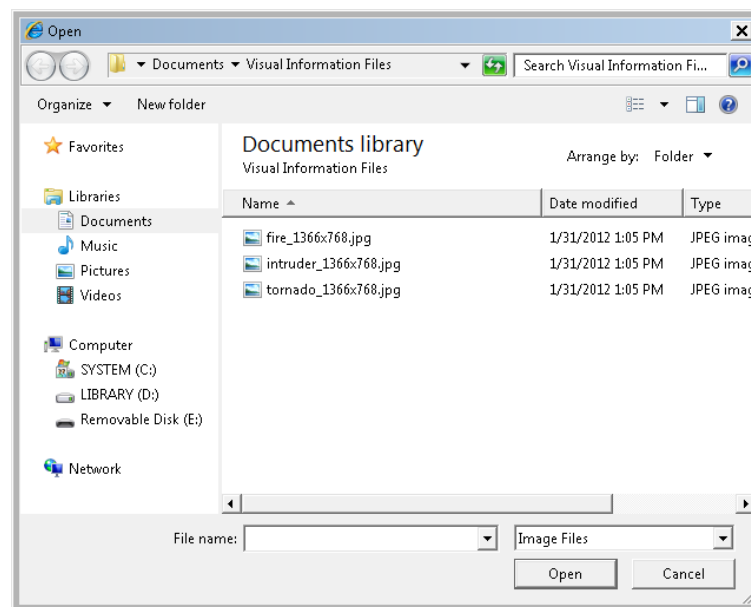 Open
Documents Visual Information Files
Search Visual Information Fi...
Organize New folder
Favorites
Libraries
Documents
Music
Pictures
Videos
Computer
SYSTEM (C:)
LIBRARY (D:)
Removable Disk (E:)
Network
Documents library
Visual Information Files
Arrange by: Folder
Name Date modified Type
fire_1366x768.jpg 1/31/2012 1:05 PM JPEG imag
intruder_1366x768.jpg 1/31/2012 1:05 PM JPEG imag
tornado_1366x768.jpg 1/31/2012 1:05 PM JPEG imag
File name: Image Files
Open Cancel